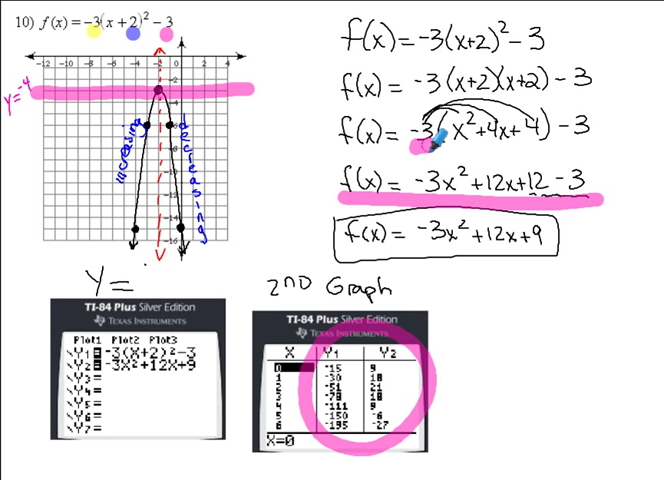 10) f(x) = -3(x + 2)² - 3
-12 -10 -8 -6 -4 -2 0 2 4
-2
-4
-6
-12
-14
-16
y=-4
increasing
decreasing
f(x) = -3(x+2)² - 3
f(x) = -3(x+2)(x+2) - 3
f(x) = -3(x²+4x+4) - 3
f(x) = -3x²+12x+12-3
f(x) = -3x²+12x+9
Y =
2ND Graph
TI-84 Plus Silver Edition
TEXAS INSTRUMENTS
Plot1 Plot2 Plot3
\Y1=-3(X+2)²-3
\Y2=-3X²+12X+9
\Y3=
\Y4=
\Y5=
\Y6=
\Y7=
TI-84 Plus Silver Edition
TEXAS INSTRUMENTS
X Y1 Y2
0 -15 9
1 -30 18
2 -51 21
3 -78 18
4 -111 9
5 -150 -6
6 -195 -27
X=0